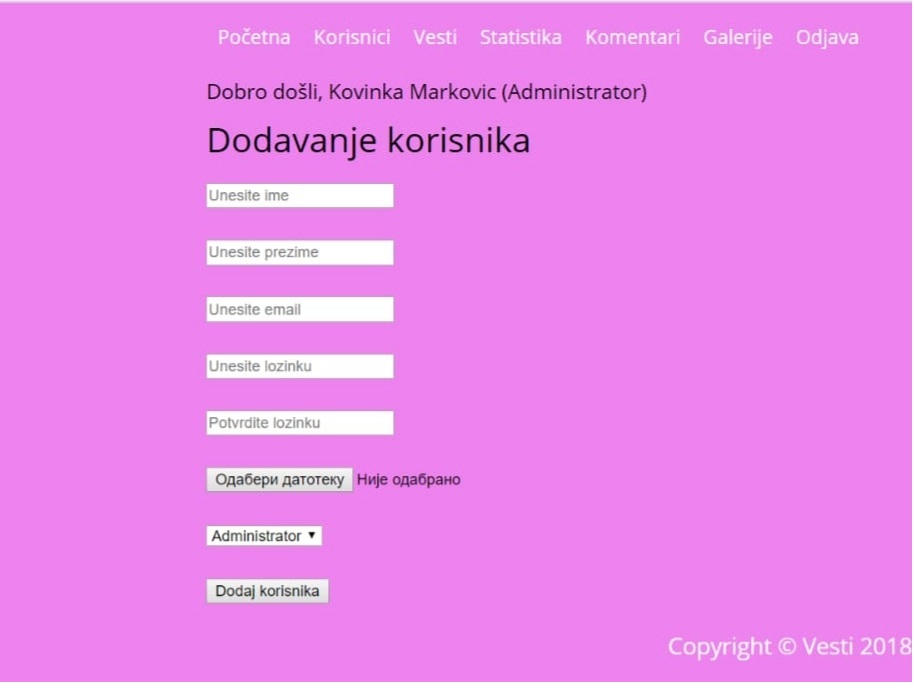 Početna Korisnici Vesti Statistika Komentari Galerije Odjava
Dobro došli, Kovinka Markovic (Administrator)
Dodavanje korisnika
Unesite ime
Unesite prezime
Unesite email
Unesite lozinku
Potvrdite lozinku
Одабери датотеку Није одабрано
Administrator
Dodaj korisnika
Copyright © Vesti 2018